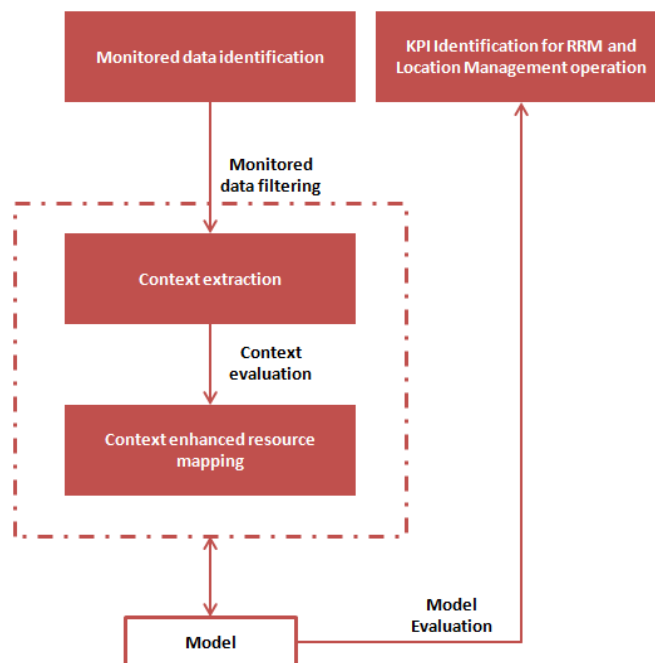 Monitored data identification
KPI Identification for RRM and
Location Management operation
Monitored
data filtering
Context extraction
Context
evaluation
Context enhanced resource
mapping
Model
Evaluation
Model